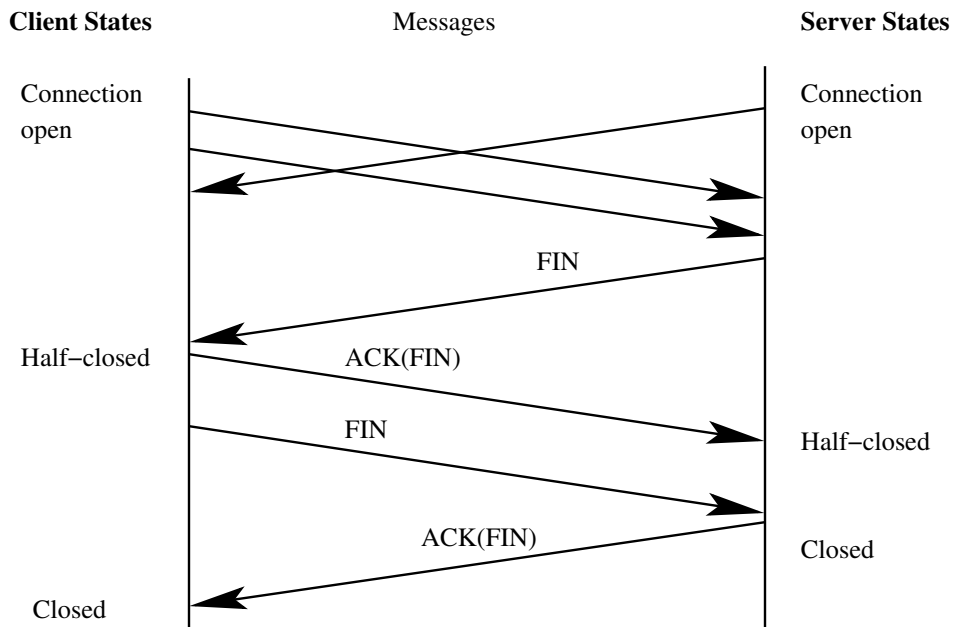 Client States Messages Server States
Connection Connection
open open
FIN
Half−closed ACK(FIN)
FIN
Half−closed
ACK(FIN)
Closed
Closed